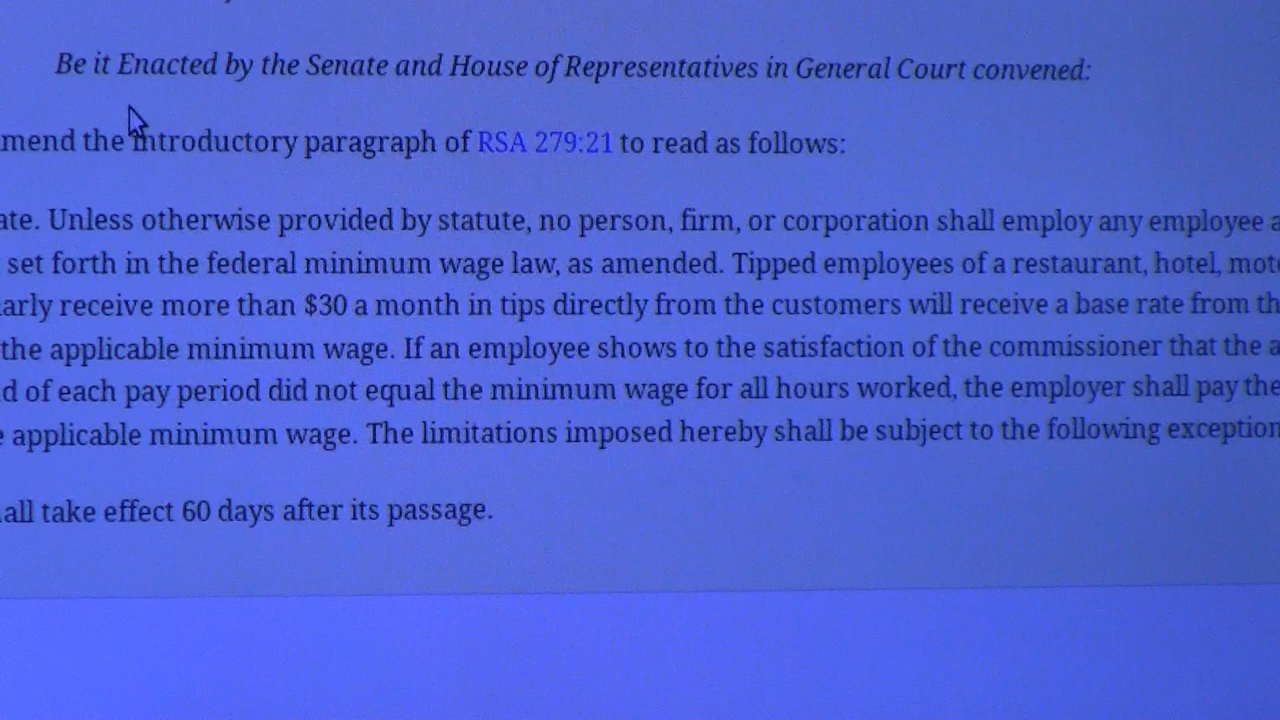 Be it Enacted by the Senate and House of Representatives in General Court convened:
mend the introductory paragraph of RSA 279:21 to read as follows:
ate. Unless otherwise provided by statute, no person, firm, or corporation shall employ any employee a
set forth in the federal minimum wage law, as amended. Tipped employees of a restaurant, hotel, mote
arly receive more than $30 a month in tips directly from the customers will receive a base rate from th
the applicable minimum wage. If an employee shows to the satisfaction of the commissioner that the a
d of each pay period did not equal the minimum wage for all hours worked, the employer shall pay the
e applicable minimum wage. The limitations imposed hereby shall be subject to the following exception
all take effect 60 days after its passage.